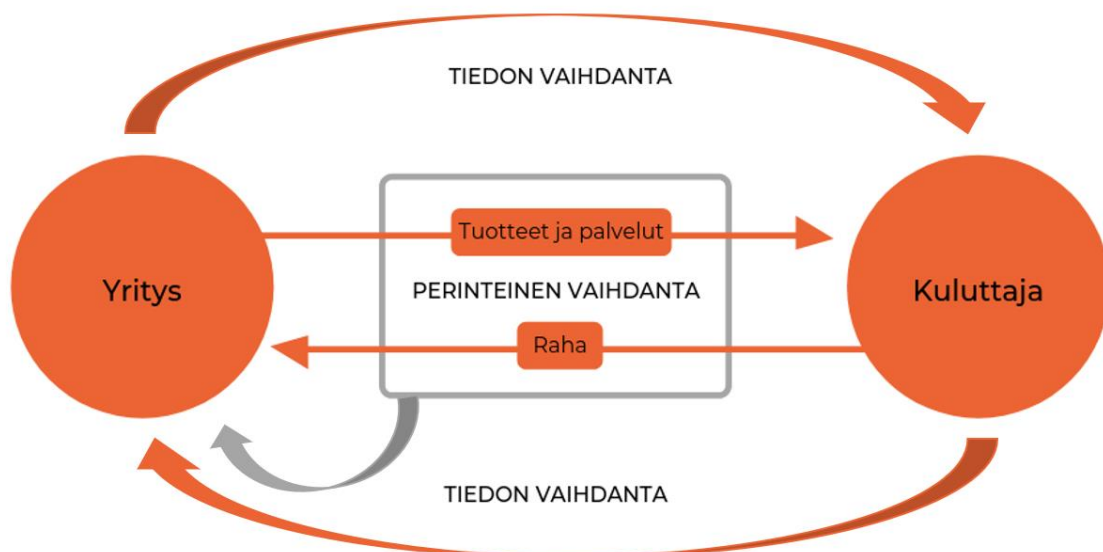 TIEDON VAIHDANTA
Tuotteet ja palvelut
Yritys
PERINTEINEN VAIHDANTA
Kuluttaja
Raha
TIEDON VAIHDANTA